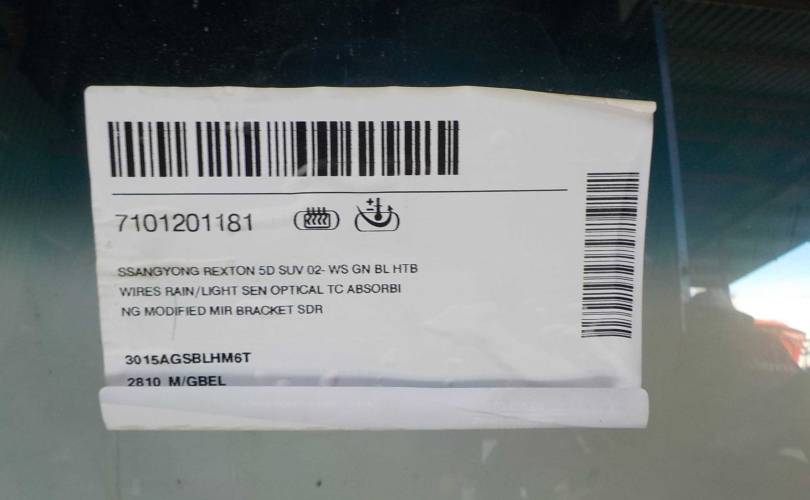 7101201181
SSANGYONG REXTON 5D SUV 02- WS GN BL HTB
WIRES RAIN/LIGHT SEN OPTICAL TC ABSORBI
NG MODIFIED MIR BRACKET SDR
3015AGSBLHM6T
2810 M/GBEL